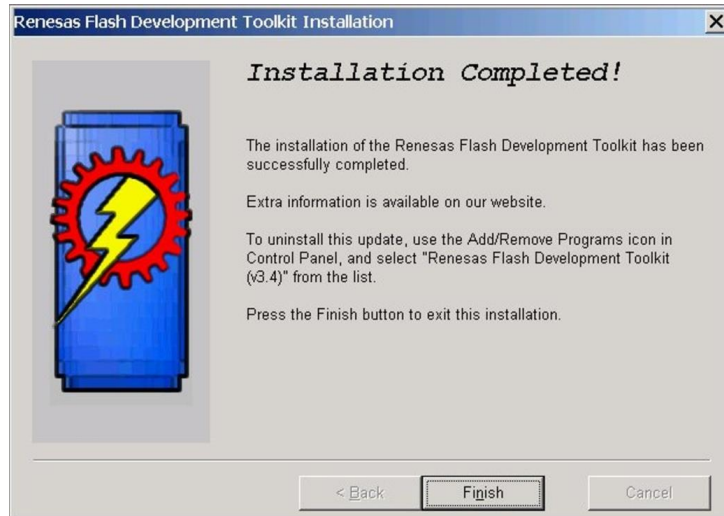 Renesas Flash Development Toolkit Installation
Installation Completed!
The installation of the Renesas Flash Development Toolkit has been
successfully completed.
Extra information is available on our website.
To uninstall this update, use the Add/Remove Programs icon in
Control Panel, and select "Renesas Flash Development Toolkit
(v3.4)" from the list.
Press the Finish button to exit this installation.
< Back
Finish
Cancel